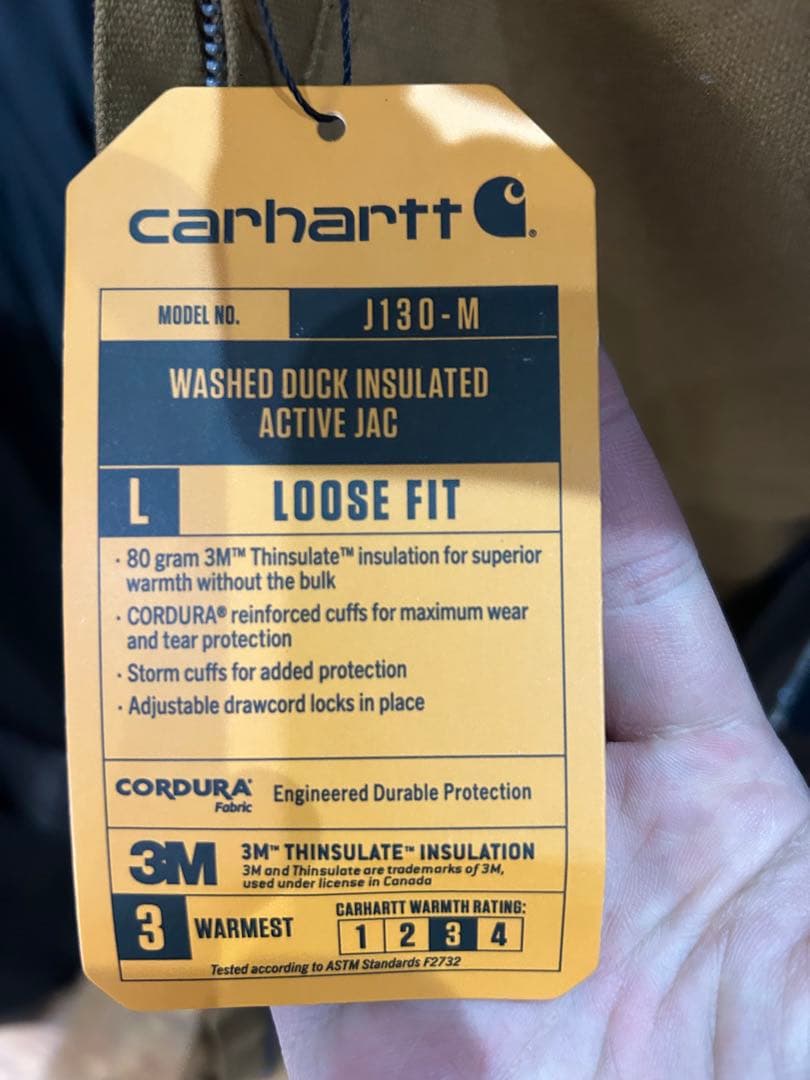 carhartt
MODEL NO. J130-M
WASHED DUCK INSULATED
ACTIVE JAC
L LOOSE FIT
· 80 gram 3M™ Thinsulate™ insulation for superior
warmth without the bulk
· CORDURA® reinforced cuffs for maximum wear
and tear protection
· Storm cuffs for added protection
· Adjustable drawcord locks in place
CORDURA® Engineered Durable Protection
Fabric
3M 3M™ THINSULATE™ INSULATION
3M and Thinsulate are trademarks of 3M,
used under license in Canada
3 WARMEST
CARHARTT WARMTH RATING:
1 2 3 4
Tested according to ASTM Standards F2732